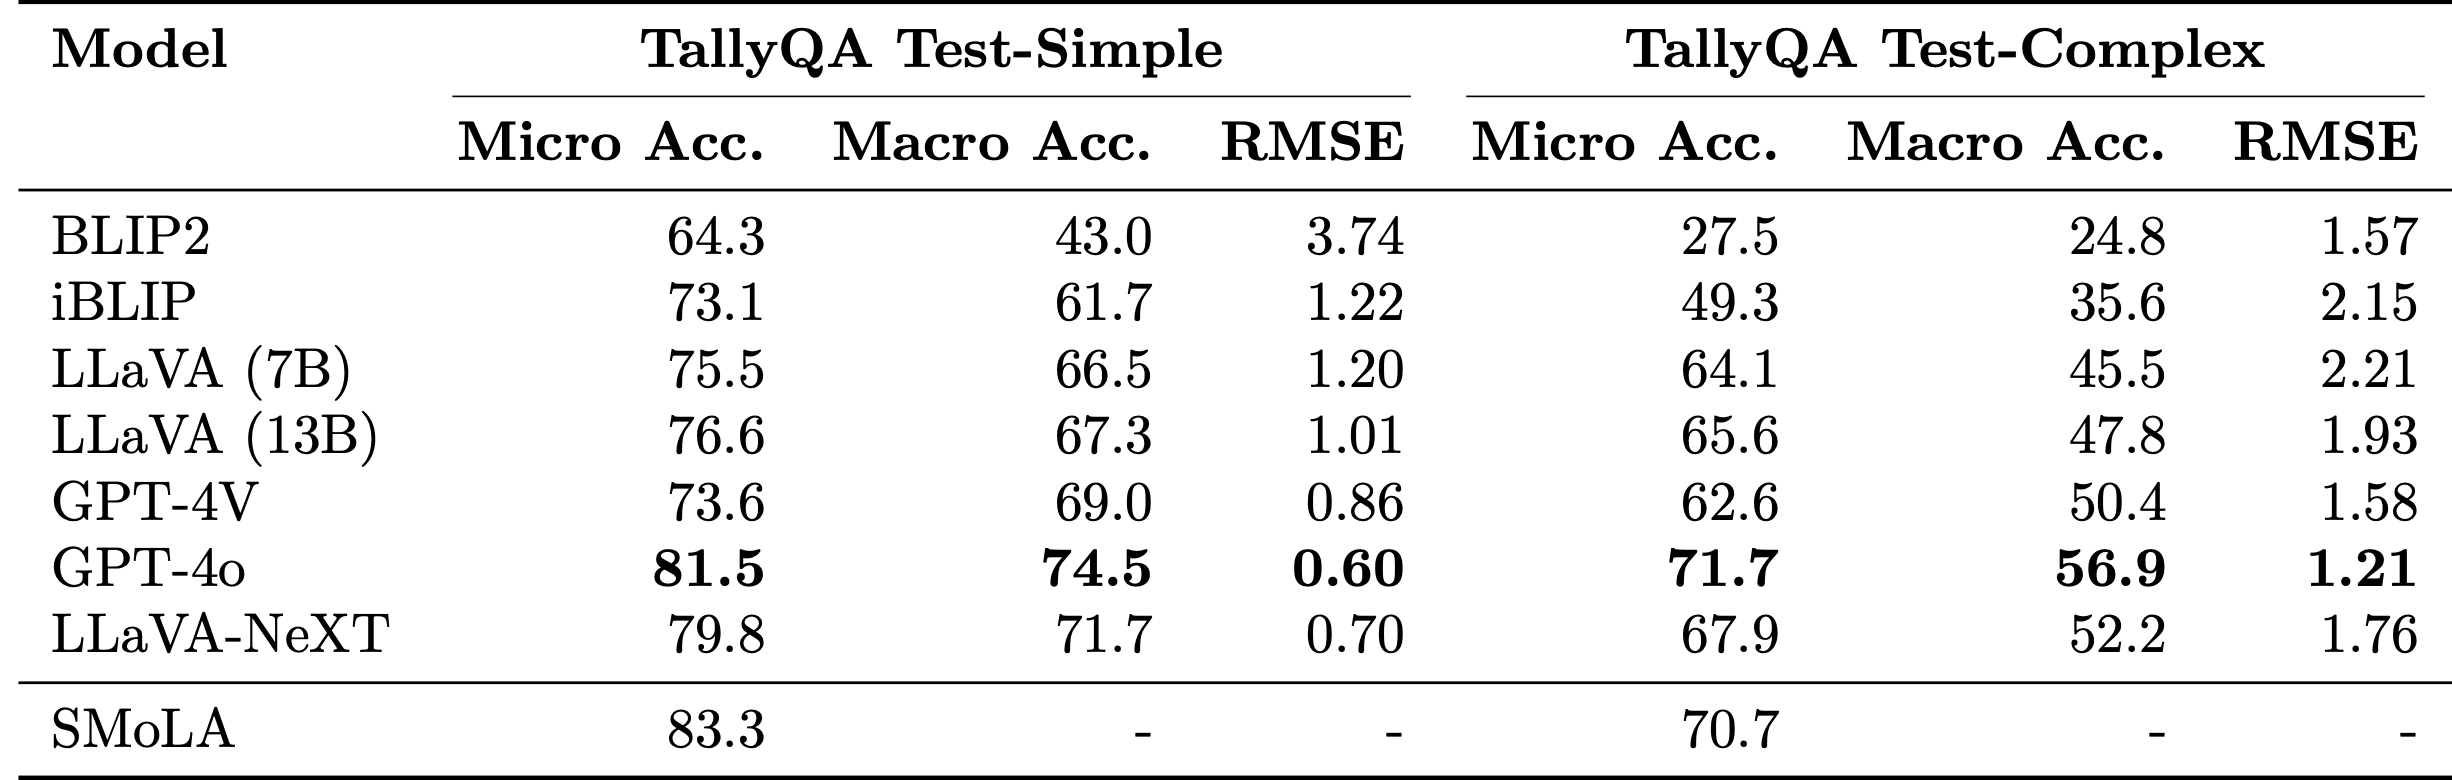 Model TallyQA Test-Simple TallyQA Test-Complex
Micro Acc. Macro Acc. RMSE Micro Acc. Macro Acc. RMSE
BLIP2 64.3 43.0 3.74 27.5 24.8 1.57
iBLIP 73.1 61.7 1.22 49.3 35.6 2.15
LLaVA (7B) 75.5 66.5 1.20 64.1 45.5 2.21
LLaVA (13B) 76.6 67.3 1.01 65.6 47.8 1.93
GPT-4V 73.6 69.0 0.86 62.6 50.4 1.58
GPT-4o 81.5 74.5 0.60 71.7 56.9 1.21
LLaVA-NeXT 79.8 71.7 0.70 67.9 52.2 1.76
SMoLA 83.3 - - 70.7 - -